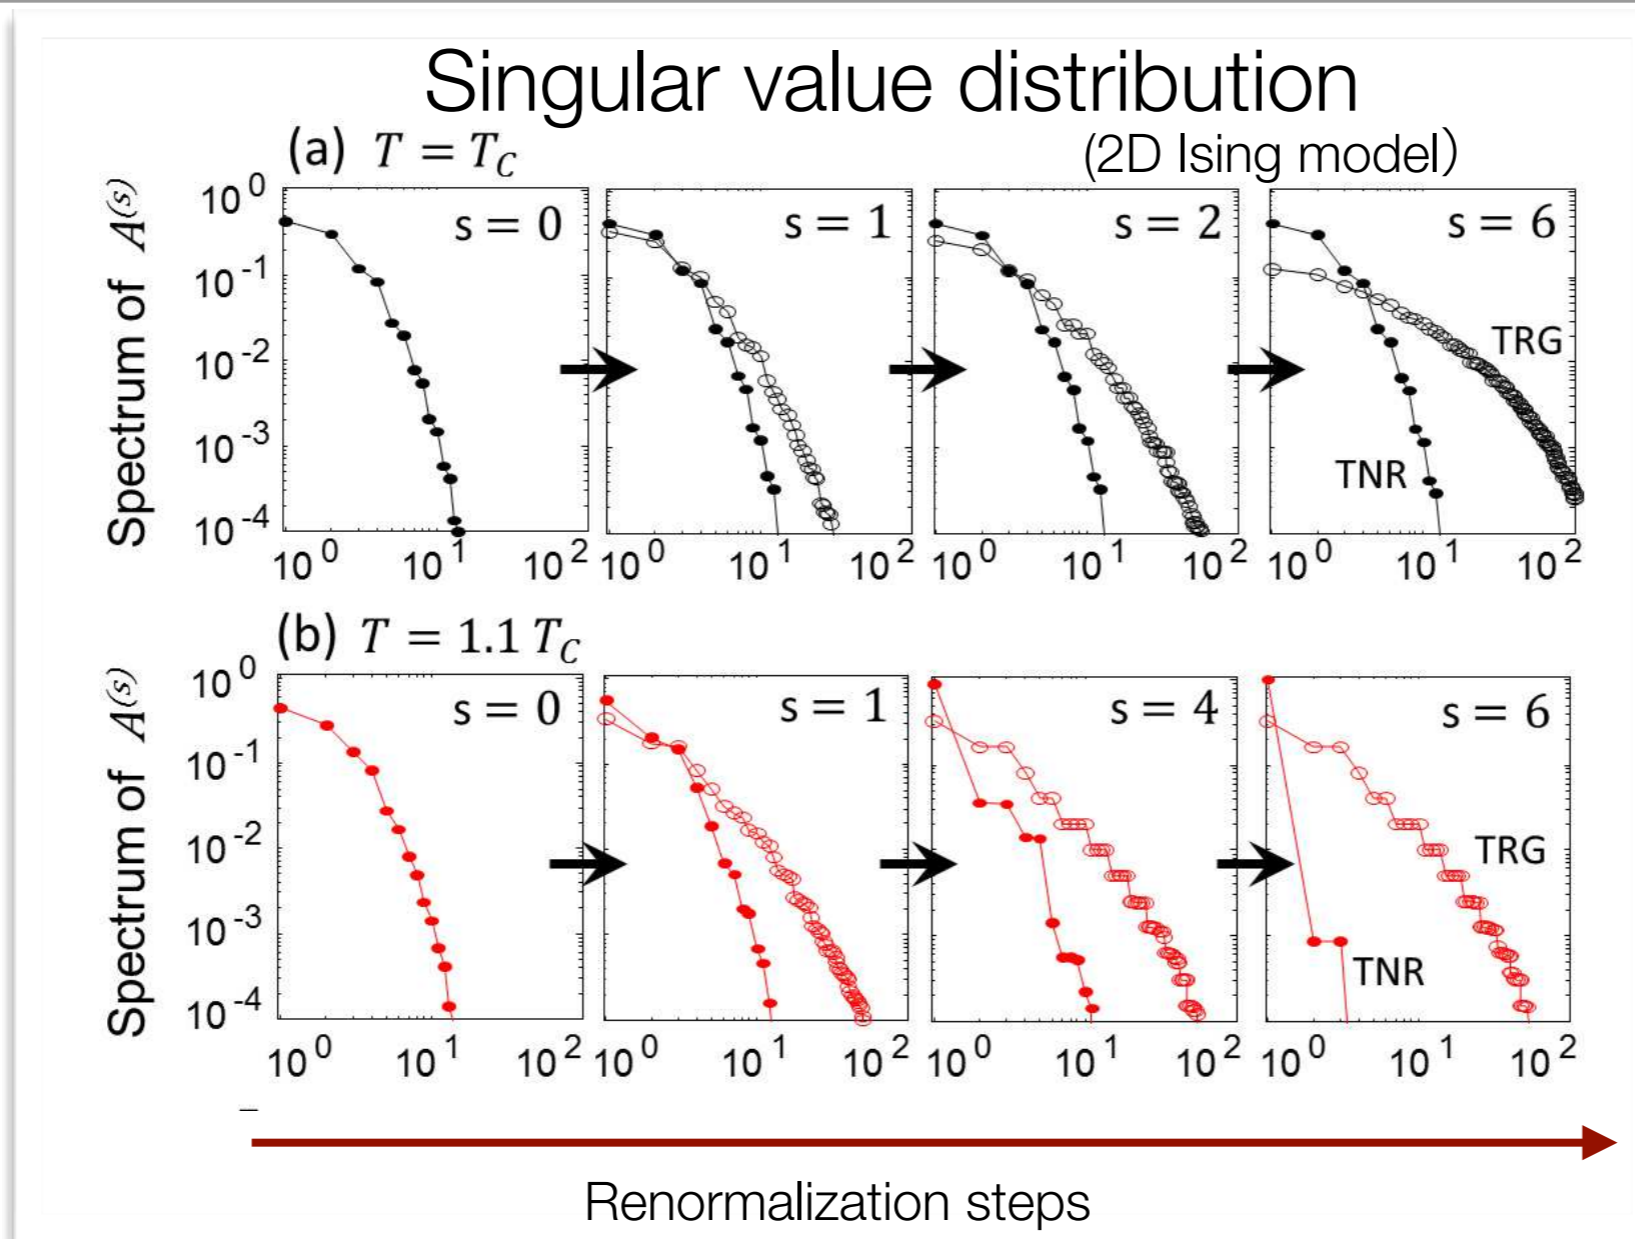 Singular value distribution
(2D Ising model)
(a) T = T_C
Spectrum of A^(s)
10^0
10^-1
10^-2
10^-3
10^-4
s = 0
s = 1
s = 2
s = 6
TRG
TNR
10^0 10^1 10^2
10^0 10^1 10^2
10^0 10^1 10^2
10^0 10^1 10^2
(b) T = 1.1 T_C
Spectrum of A^(s)
10^0
10^-1
10^-2
10^-3
10^-4
s = 0
s = 1
s = 4
s = 6
TRG
TNR
10^0 10^1 10^2
10^0 10^1 10^2
10^0 10^1 10^2
10^0 10^1 10^2
Renormalization steps